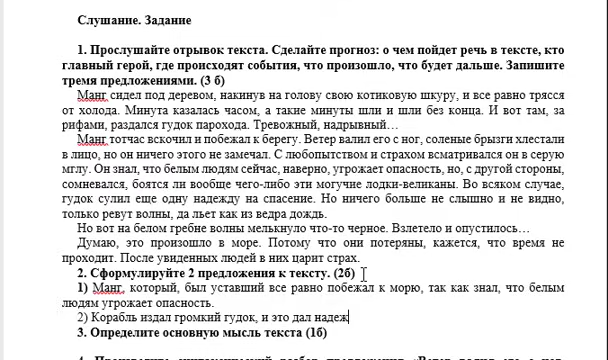 Слушание. Задание
1. Прослушайте отрывок текста. Сделайте прогноз: о чем пойдет речь в тексте, кто
главный герой, где происходят события, что произошло, что будет дальше. Запишите
тремя предложениями. (3 б)
Манг сидел под деревом, накинув на голову свою котиковую шкуру, и все равно трясся
от холода. Минута казалась часом, а такие минуты шли и шли без конца. И вот там, за
рифами, раздался гудок парохода. Тревожный, надрывный…
Манг тотчас вскочил и побежал к берегу. Ветер валил его с ног, соленые брызги хлестали
в лицо, но он ничего этого не замечал. С любопытством и страхом всматривался он в серую
мглу. Он знал, что белым людям сейчас, наверно, угрожает опасность, но, с другой стороны,
сомневался, боятся ли вообще чего-либо эти могучие лодки-великаны. Во всяком случае,
гудок сулил еще одну надежду на спасение. Но ничего больше не слышно и не видно,
только ревут волны, да льет как из ведра дождь.
Но вот на белом гребне волны мелькнуло что-то черное. Взлетело и опустилось…
Думаю, это произошло в море. Потому что они потеряны, кажется, что время не
проходит. После увиденных людей в них царит страх.
2. Сформулируйте 2 предложения к тексту. (2б)
1) Манг, который, был уставший все равно побежал к морю, так как знал, что белым
людям угрожает опасность.
2) Корабль издал громкий гудок, и это дал надеж
3. Определите основную мысль текста (1б)